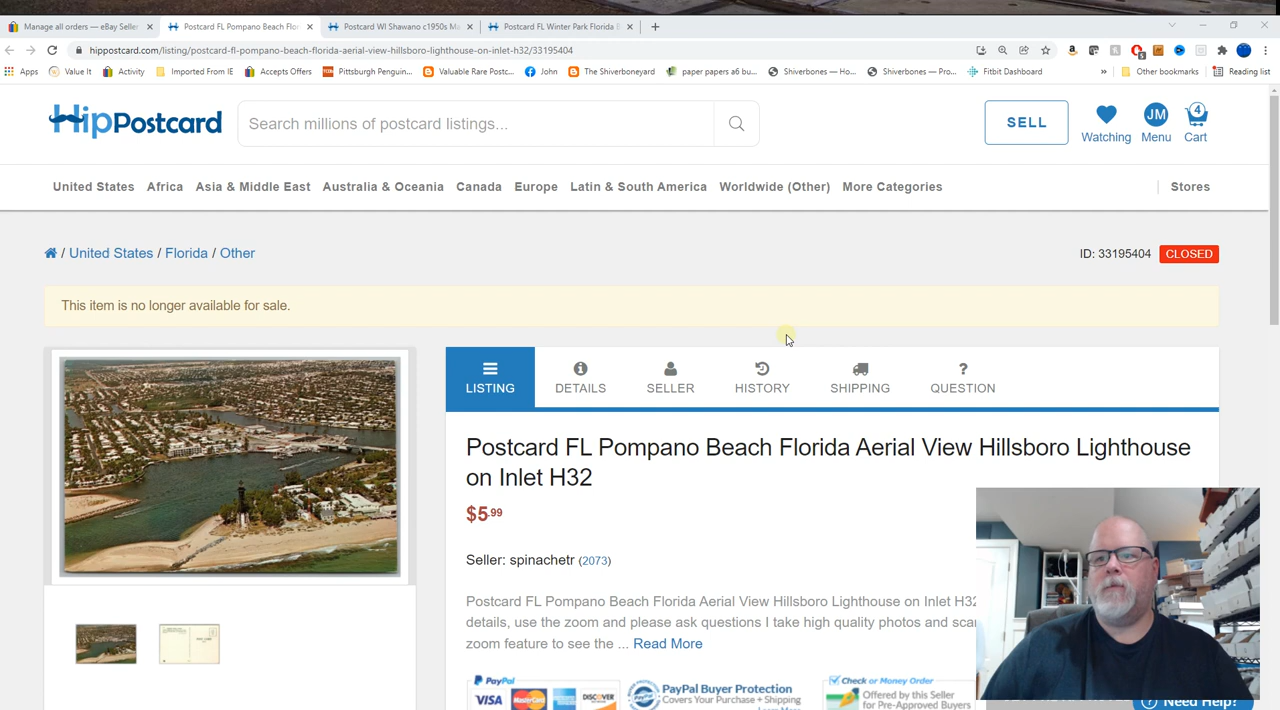 Manage all orders — eBay Seller
Postcard FL Pompano Beach Flor
Postcard WI Shawano c1950s Ma
Postcard FL Winter Park Florida B
hippostcard.com/listing/postcard-fl-pompano-beach-florida-aerial-view-hillsboro-lighthouse-on-inlet-h32/33195404
Apps Value It Activity Imported From IE Accepts Offers Pittsburgh Penguin... Valuable Rare Postc... John The Shiverboneyard paper papers a6 bu... Shiverbones — Ho... Shiverbones — Pro... Fitbit Dashboard » Other bookmarks Reading list
HipPostcard
Search millions of postcard listings...
SELL
Watching
JM
Menu
4
Cart
United States Africa Asia & Middle East Australia & Oceania Canada Europe Latin & South America Worldwide (Other) More Categories Stores
/ United States / Florida / Other
ID: 33195404 CLOSED
This item is no longer available for sale.
LISTING DETAILS SELLER HISTORY SHIPPING QUESTION
Postcard FL Pompano Beach Florida Aerial View Hillsboro Lighthouse
on Inlet H32
$5.99
Seller: spinachetr (2073)
Postcard FL Pompano Beach Florida Aerial View Hillsboro Lighthouse on Inlet H32
details, use the zoom and please ask questions I take high quality photos and scan
zoom feature to see the ... Read More
PayPal
VISA MasterCard DISCOVER
PayPal Buyer Protection
Covers Your Purchase + Shipping
Check or Money Order
Offered by this Seller
for Pre-Approved Buyers
Need Help?